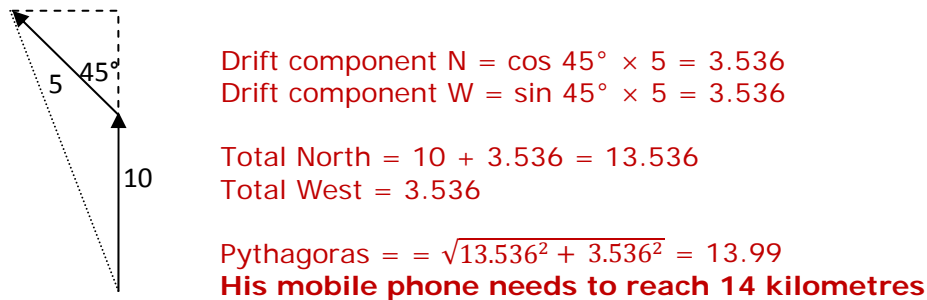 45°
5
10
Drift component N = cos 45° × 5 = 3.536
Drift component W = sin 45° × 5 = 3.536
Total North = 10 + 3.536 = 13.536
Total West = 3.536
Pythagoras = = √13.536² + 3.536² = 13.99
His mobile phone needs to reach 14 kilometres